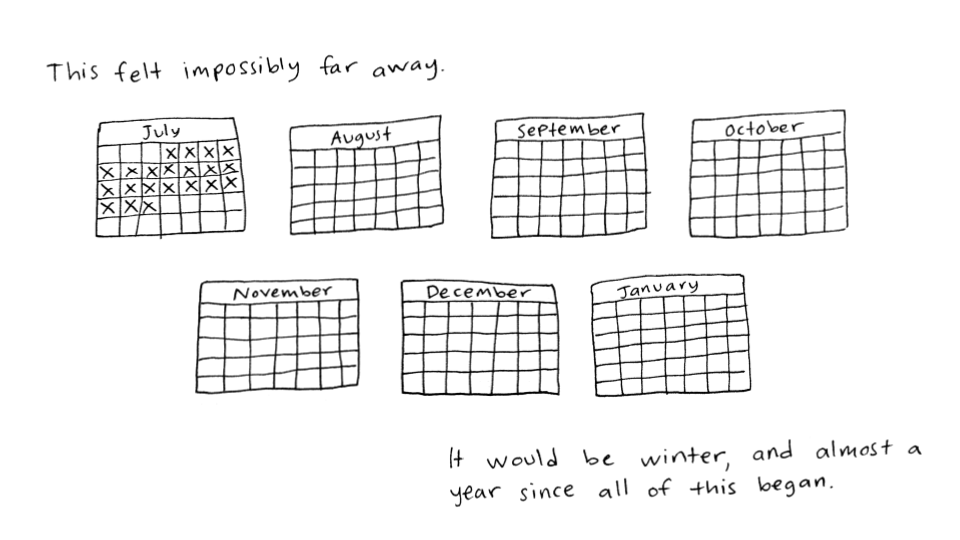 This felt impossibly far away.
July
August
September
October
X X X X
X X X X X X X
X X X X X X X
X X X
November
December
January
It would be winter, and almost a
year since all of this began.